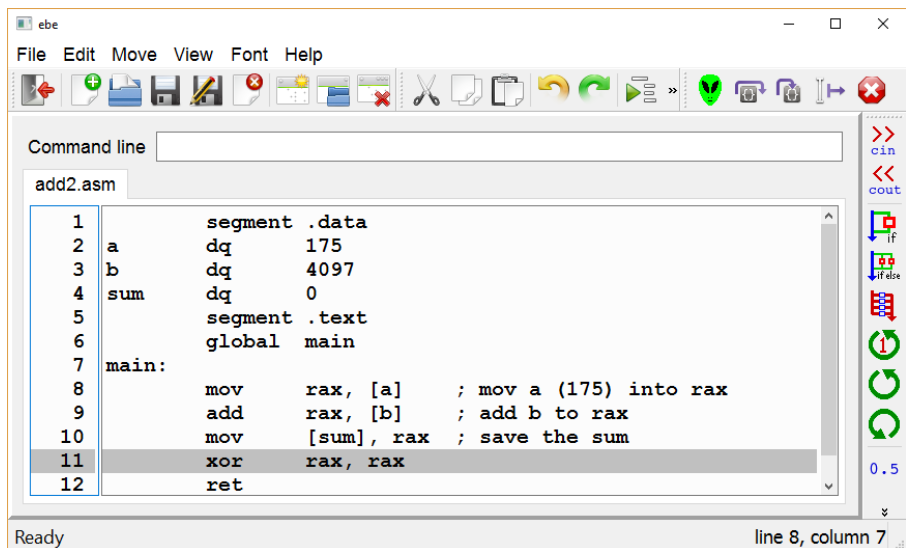 ebe
File Edit Move View Font Help
»
cin
cout
if
if else
1
0.5
Command line
add2.asm
1 segment .data
2 a dq 175
3 b dq 4097
4 sum dq 0
5 segment .text
6 global main
7 main:
8 mov rax, [a] ; mov a (175) into rax
9 add rax, [b] ; add b to rax
10 mov [sum], rax ; save the sum
11 xor rax, rax
12 ret
Ready line 8, column 7